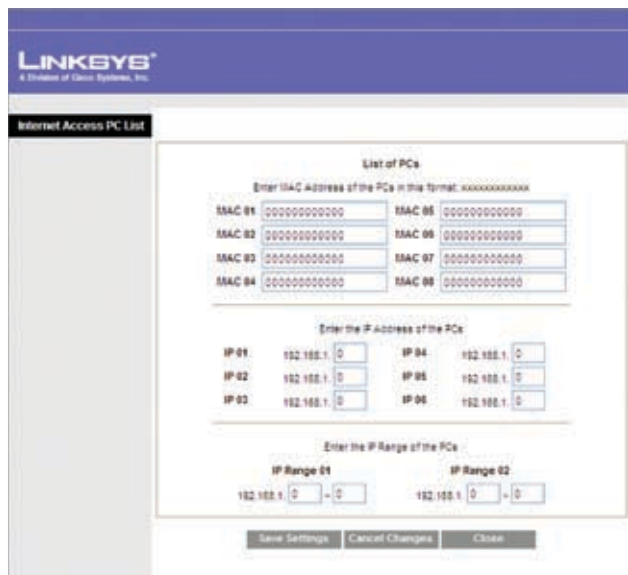 LINKSYS®
A Division of Cisco Systems, Inc.
Internet Access PC List
List of PCs
Enter MAC Address of the PCs in this format: xxxxxxxxxxxx
MAC 01 000000000000 MAC 05 000000000000
MAC 02 000000000000 MAC 06 000000000000
MAC 03 000000000000 MAC 07 000000000000
MAC 04 000000000000 MAC 08 000000000000
Enter the IP Address of the PCs
IP 01 192.168.1. 0 IP 04 192.168.1. 0
IP 02 192.168.1. 0 IP 05 192.168.1. 0
IP 03 192.168.1. 0 IP 06 192.168.1. 0
Enter the IP Range of the PCs
IP Range 01 IP Range 02
192.168.1. 0 ~ 0 192.168.1. 0 ~ 0
Save Settings Cancel Changes Close